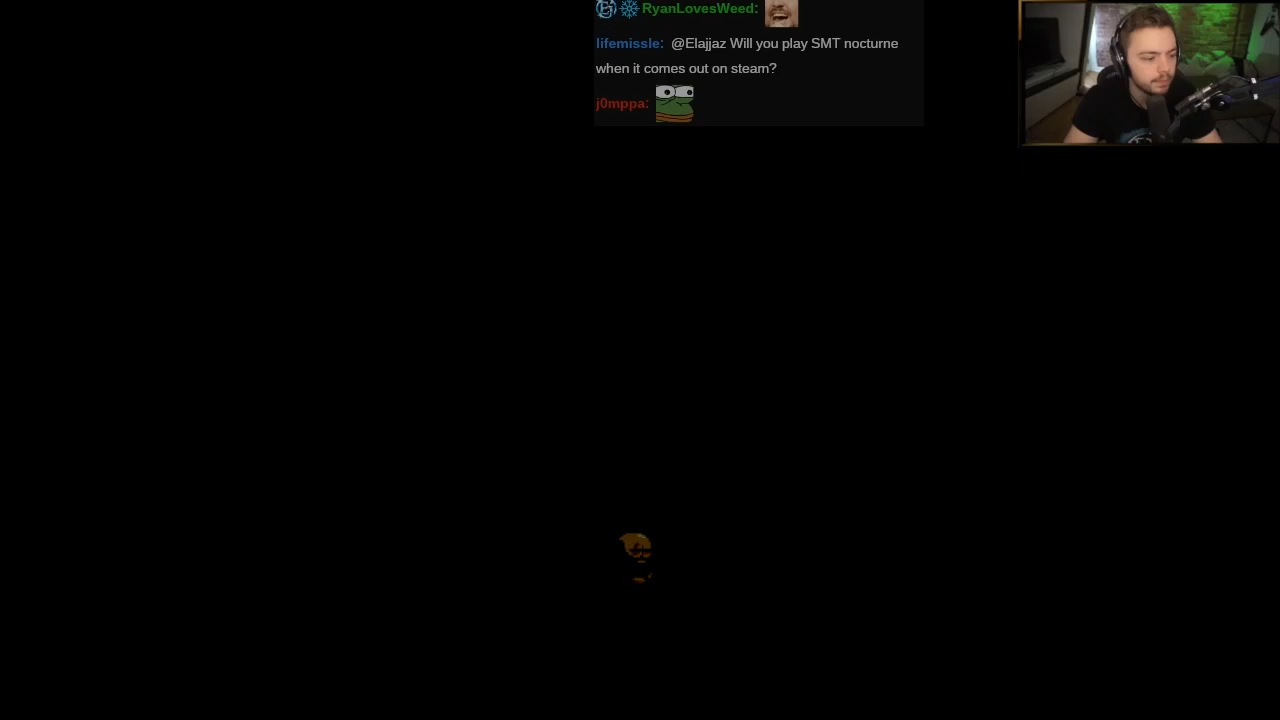 RyanLovesWeed:
lifemissle: @Elajjaz Will you play SMT nocturne
when it comes out on steam?
j0mppa: